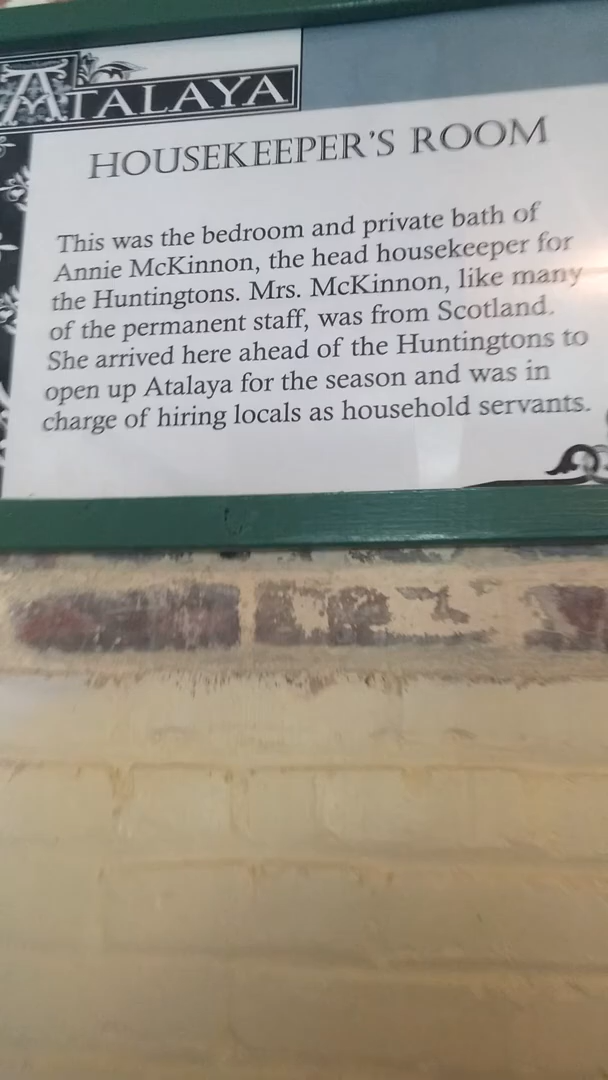 ATALAYA
HOUSEKEEPER'S ROOM
This was the bedroom and private bath of
Annie McKinnon, the head housekeeper for
the Huntingtons. Mrs. McKinnon, like many
of the permanent staff, was from Scotland.
She arrived here ahead of the Huntingtons to
open up Atalaya for the season and was in
charge of hiring locals as household servants.